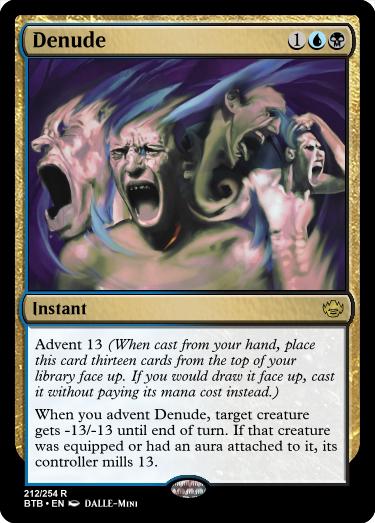 Denude 1
Instant
Advent 13 (When cast from your hand, place
this card thirteen cards from the top of your
library face up. If you would draw it face up, cast
it without paying its mana cost instead.)
When you advent Denude, target creature
gets -13/-13 until end of turn. If that creature
was equipped or had an aura attached to it, its
controller mills 13.
212/254 R
BTB • EN DALLE-Mini